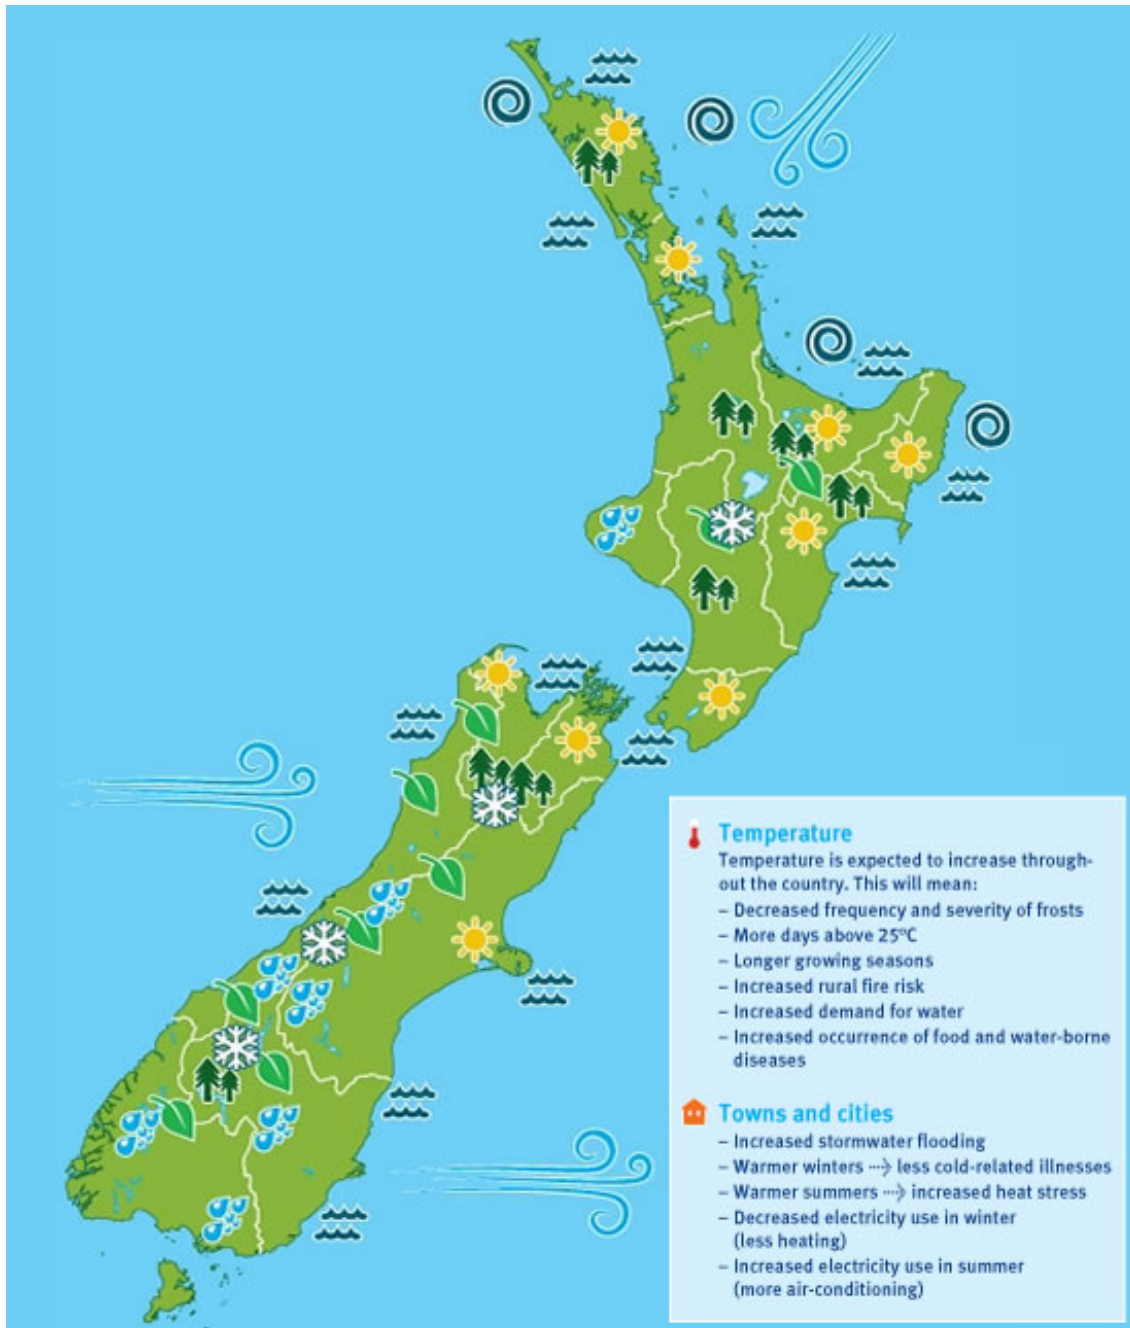 Temperature
Temperature is expected to increase through-
out the country. This will mean:
– Decreased frequency and severity of frosts
– More days above 25°C
– Longer growing seasons
– Increased rural fire risk
– Increased demand for water
– Increased occurrence of food and water-borne
diseases
Towns and cities
– Increased stormwater flooding
– Warmer winters ···> less cold-related illnesses
– Warmer summers ···> increased heat stress
– Decreased electricity use in winter
(less heating)
– Increased electricity use in summer
(more air-conditioning)